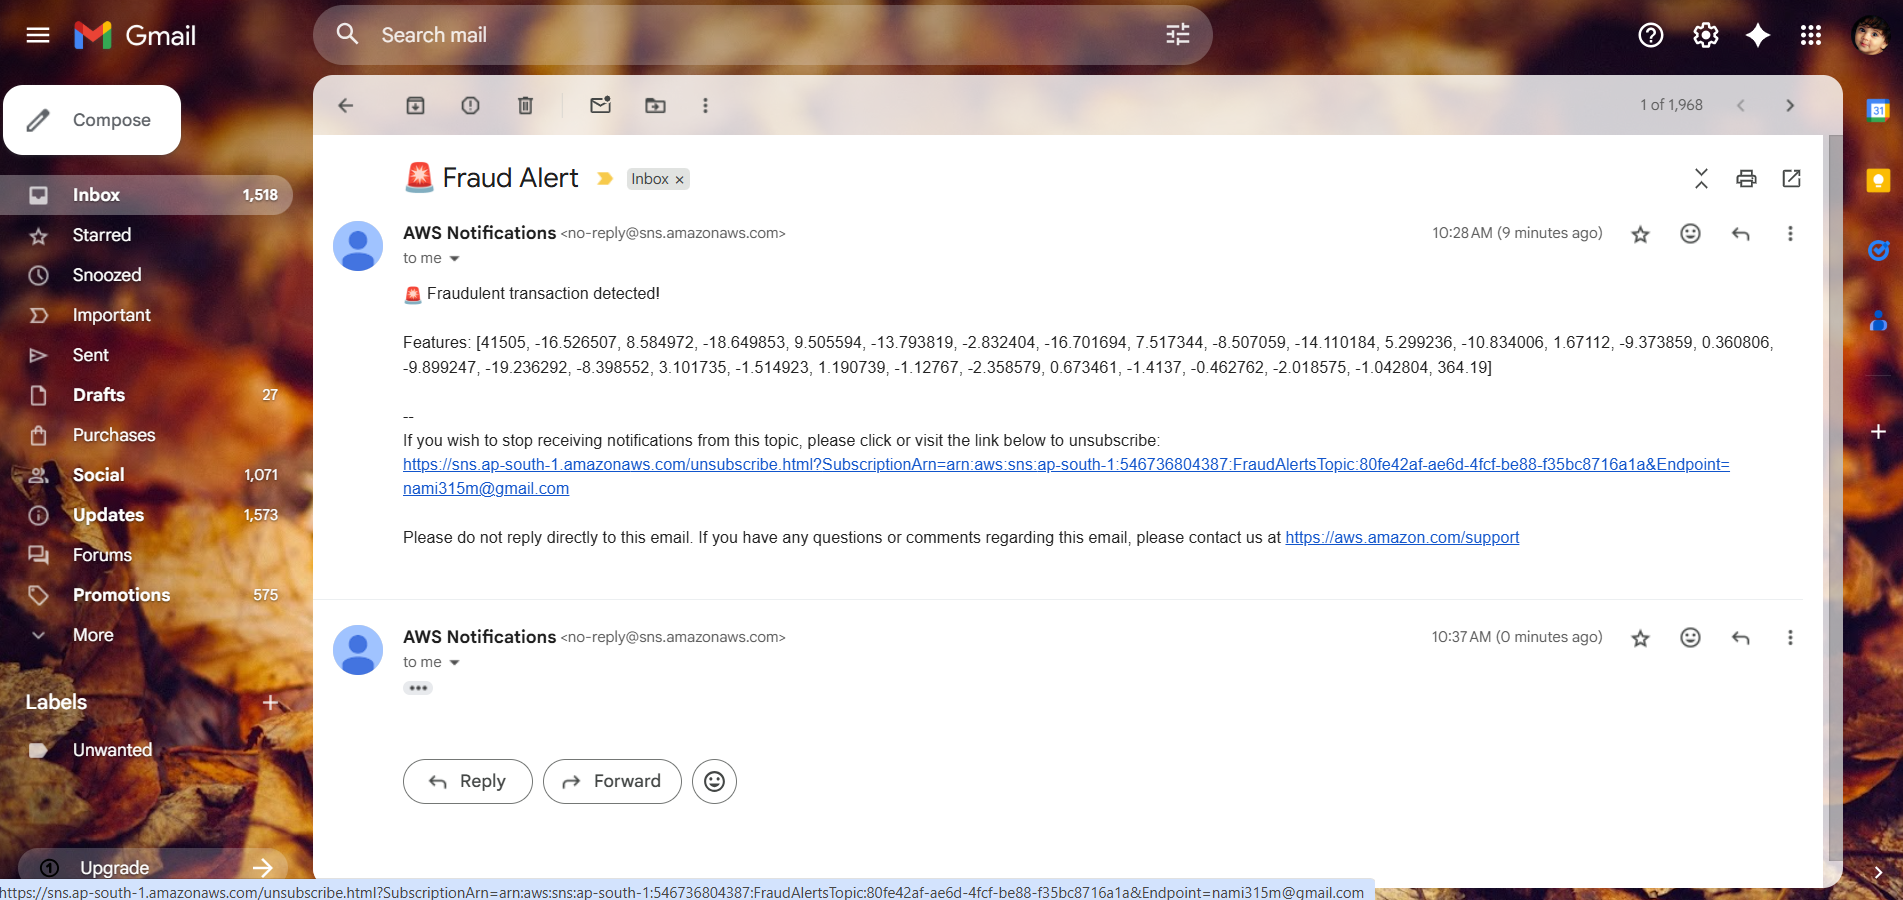 Gmail
Search mail
1 of 1,968
Compose
Inbox 1,518
Starred
Snoozed
Important
Sent
Drafts 27
Purchases
Social 1,071
Updates 1,573
Forums
Promotions 575
More
Labels
Unwanted
Upgrade
🚨 Fraud Alert Inbox ×
AWS Notifications <no-reply@sns.amazonaws.com> 10:28 AM (9 minutes ago)
to me
🚨 Fraudulent transaction detected!
Features: [41505, -16.526507, 8.584972, -18.649853, 9.505594, -13.793819, -2.832404, -16.701694, 7.517344, -8.507059, -14.110184, 5.299236, -10.834006, 1.67112, -9.373859, 0.360806,
-9.899247, -19.236292, -8.398552, 3.101735, -1.514923, 1.190739, -1.12767, -2.358579, 0.673461, -1.4137, -0.462762, -2.018575, -1.042804, 364.19]
--
If you wish to stop receiving notifications from this topic, please click or visit the link below to unsubscribe:
https://sns.ap-south-1.amazonaws.com/unsubscribe.html?SubscriptionArn=arn:aws:sns:ap-south-1:546736804387:FraudAlertsTopic:80fe42af-ae6d-4fcf-be88-f35bc8716a1a&Endpoint=
nami315m@gmail.com
Please do not reply directly to this email. If you have any questions or comments regarding this email, please contact us at https://aws.amazon.com/support
AWS Notifications <no-reply@sns.amazonaws.com> 10:37 AM (0 minutes ago)
to me
Reply
Forward
31
https://sns.ap-south-1.amazonaws.com/unsubscribe.html?SubscriptionArn=arn:aws:sns:ap-south-1:546736804387:FraudAlertsTopic:80fe42af-ae6d-4fcf-be88-f35bc8716a1a&Endpoint=nami315m@gmail.com